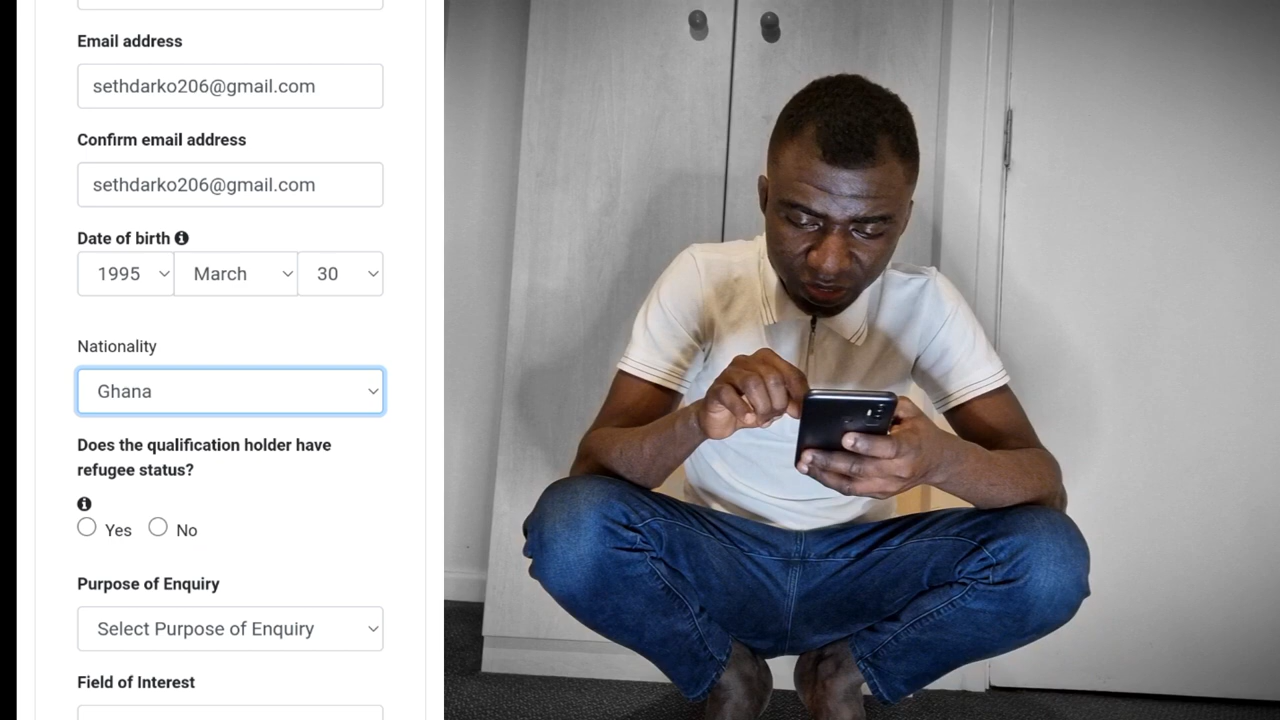 Email address
sethdarko206@gmail.com
Confirm email address
sethdarko206@gmail.com
Date of birth
1995 March 30
Nationality
Ghana
Does the qualification holder have
refugee status?
Yes No
Purpose of Enquiry
Select Purpose of Enquiry
Field of Interest